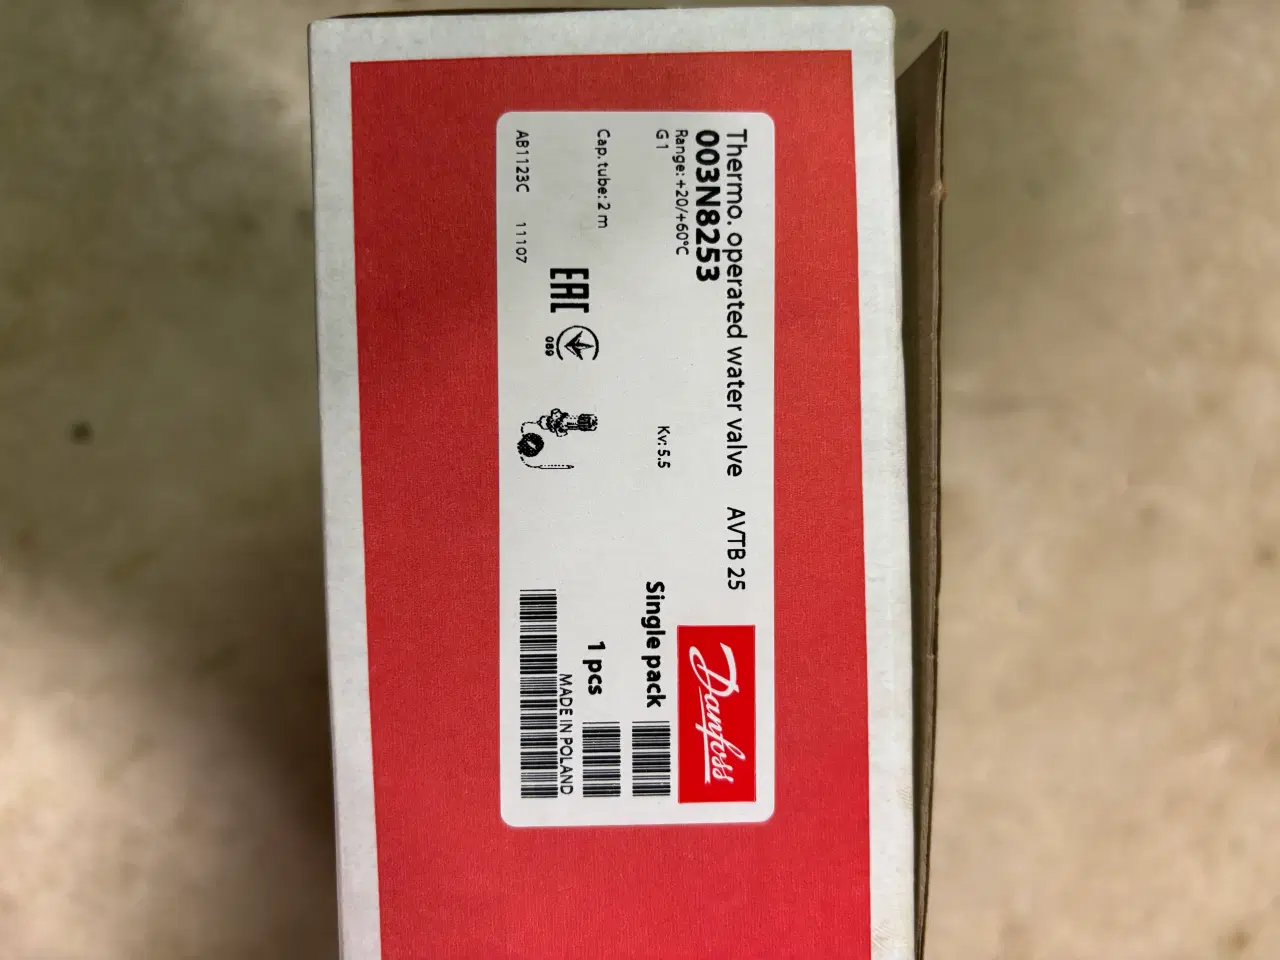 Thermo. operated water valve AVTB 25
003N8253
Range: +20/+60°C
G 1
Kv: 5.5
Single pack
Cap. tube: 2 m
1 pcs
EAC
089
MADE IN POLAND
AB1123C 11107
Danfoss